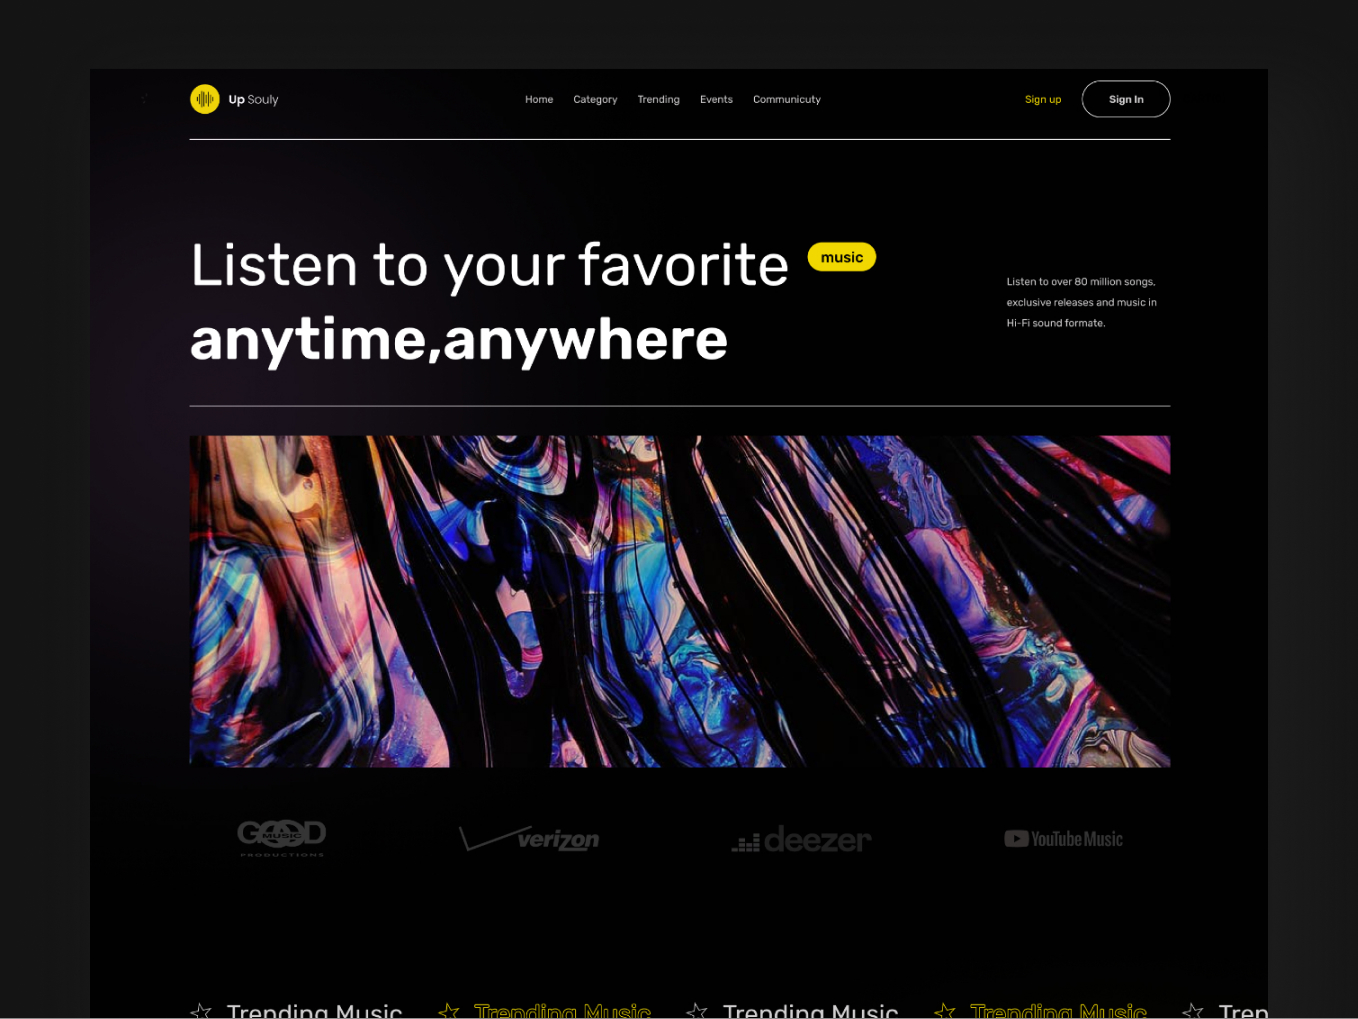 Up Souly
Home Category Trending Events Communicuty
Sign up Sign In
Listen to your favorite music
anytime,anywhere
Listen to over 80 million songs,
exclusive releases and music in
Hi-Fi sound formate.
GOOD MUSIC PRODUCTIONS
verizon
deezer
YouTube Music
Trending Music Trending Music Trending Music Trending Music Tren